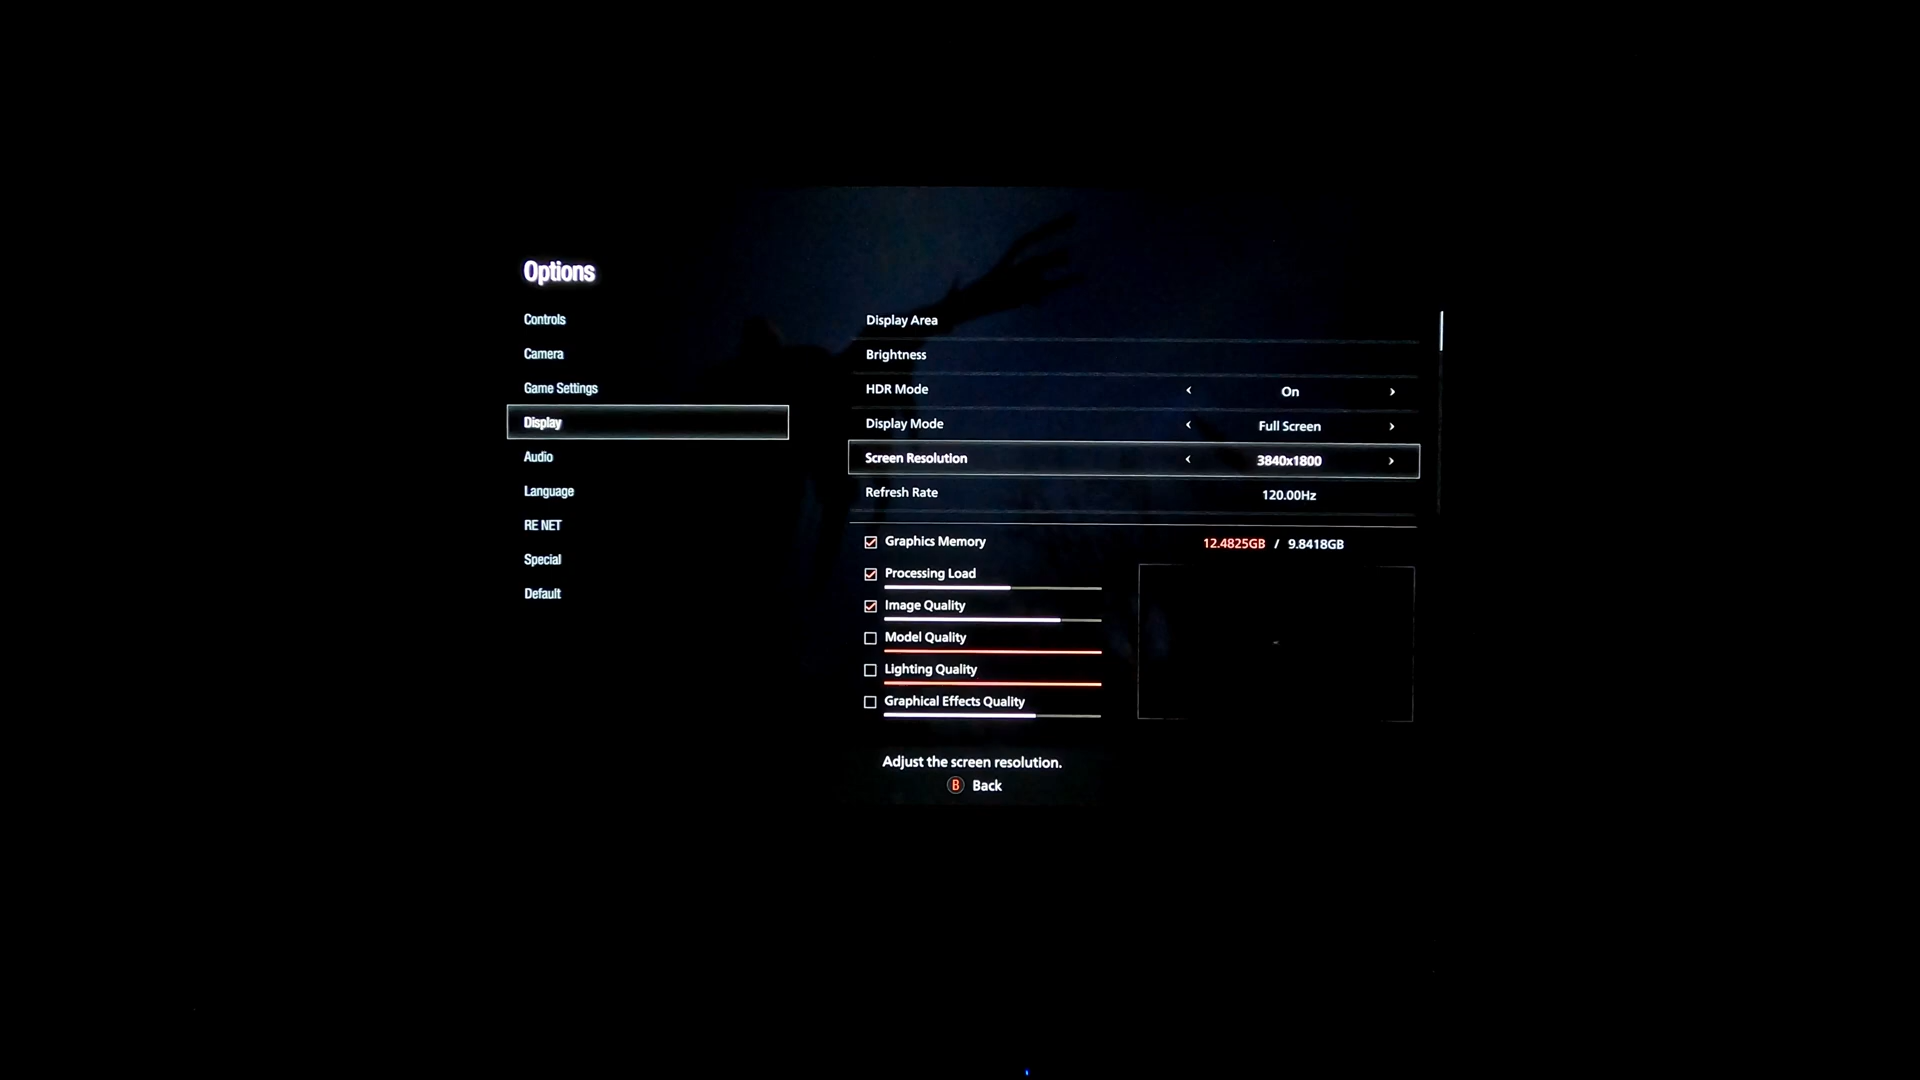 Options
Controls
Camera
Game Settings
Display
Audio
Language
RE NET
Special
Default
Display Area
Brightness
HDR Mode ‹ On ›
Display Mode ‹ Full Screen ›
Screen Resolution ‹ 3840x1800 ›
Refresh Rate 120.00Hz
Graphics Memory 12.4825GB / 9.8418GB
Processing Load
Image Quality
Model Quality
Lighting Quality
Graphical Effects Quality
Adjust the screen resolution.
B Back